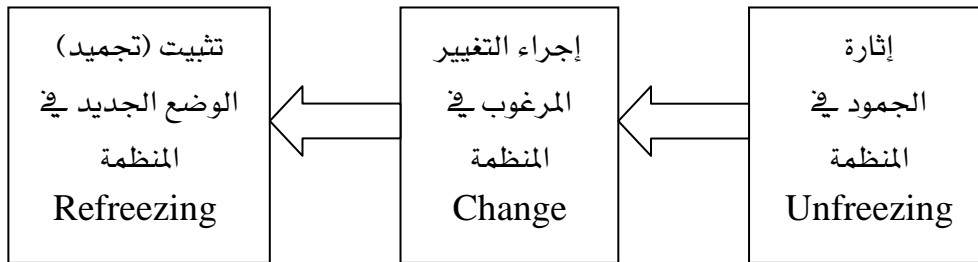 إثارة
الجمود في
المنظمة
Unfreezing
إجراء التغيير
المرغوب في
المنظمة
Change
تثبيت (تجميد)
الوضع الجديد في
المنظمة
Refreezing